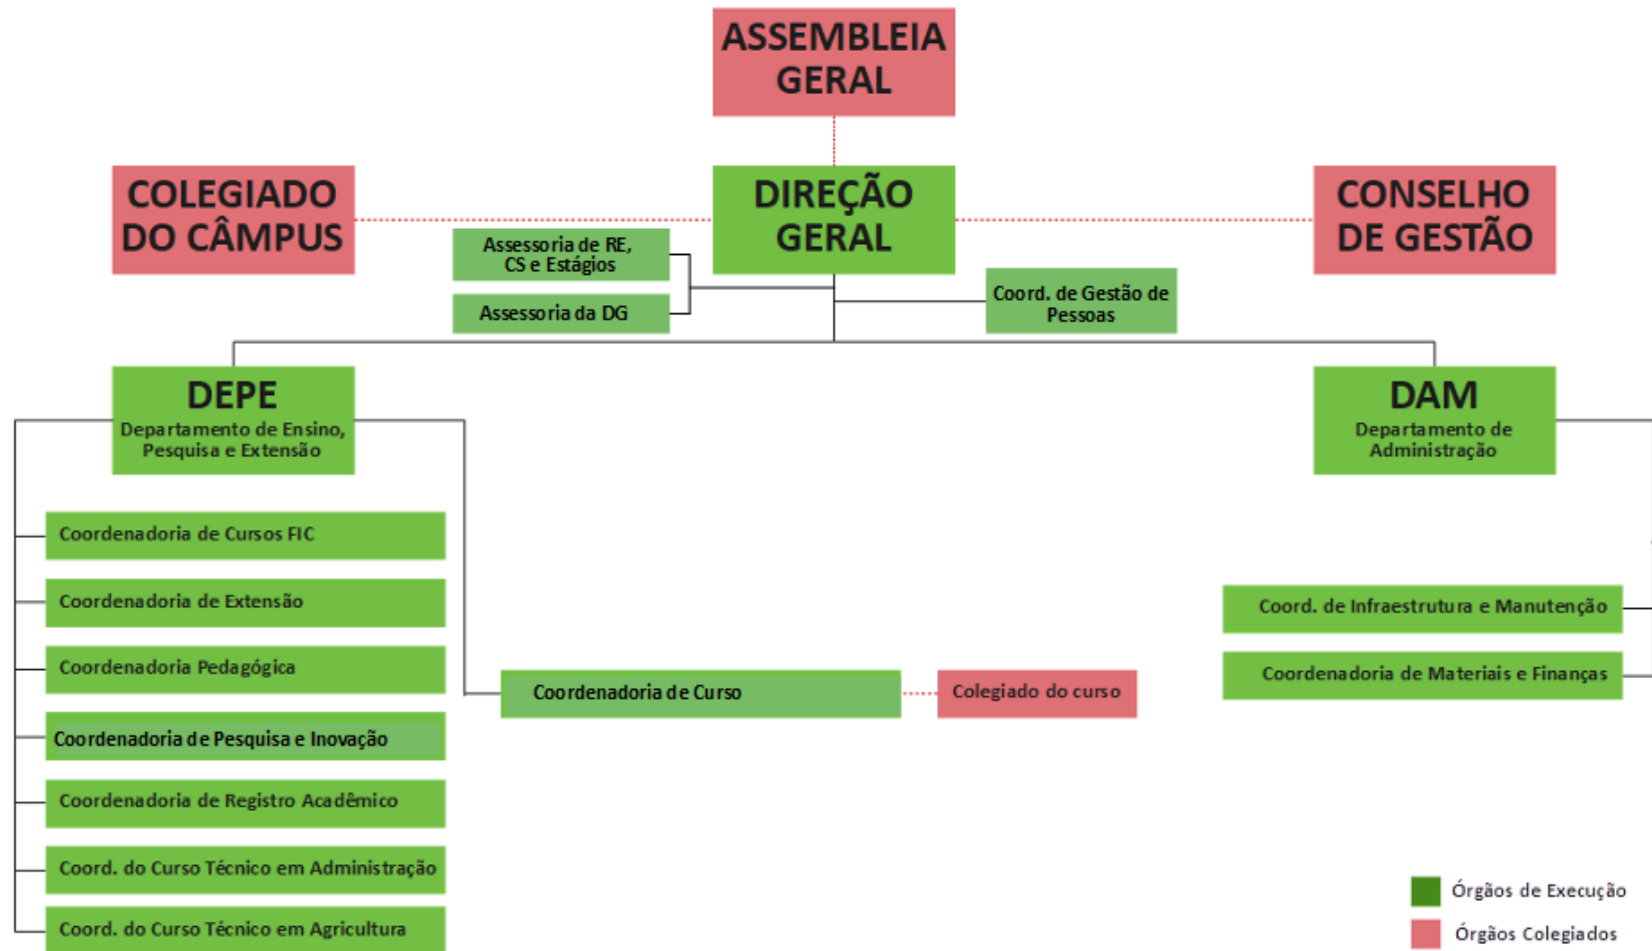 ASSEMBLEIA
GERAL
COLEGIADO
DO CÂMPUS
DIREÇÃO
GERAL
CONSELHO
DE GESTÃO
Assessoria de RE,
CS e Estágios
Assessoria da DG
Coord. de Gestão de
Pessoas
DEPE
Departamento de Ensino,
Pesquisa e Extensão
DAM
Departamento de
Administração
Coordenadoria de Cursos FIC
Coordenadoria de Extensão
Coordenadoria Pedagógica
Coordenadoria de Pesquisa e Inovação
Coordenadoria de Registro Acadêmico
Coord. do Curso Técnico em Administração
Coord. do Curso Técnico em Agricultura
Coordenadoria de Curso
Colegiado do curso
Coord. de Infraestrutura e Manutenção
Coordenadoria de Materiais e Finanças
Órgãos de Execução
Órgãos Colegiados